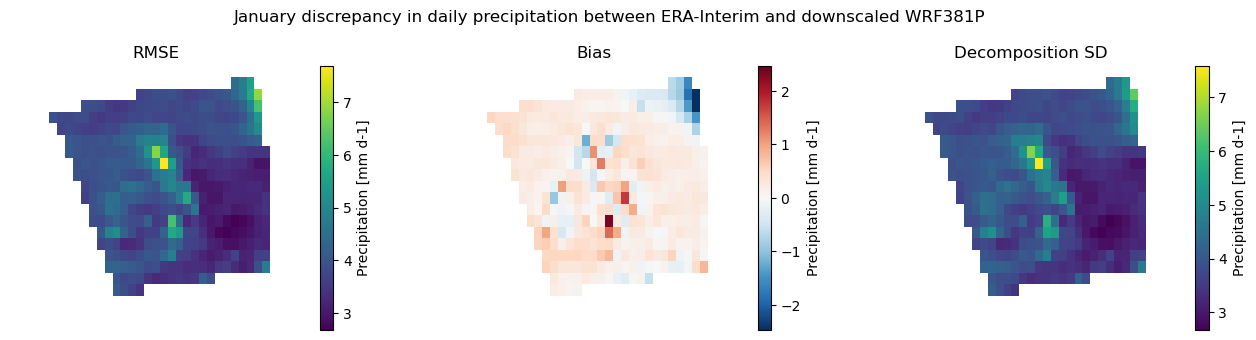 January discrepancy in daily precipitation between ERA-Interim and downscaled WRF381P
RMSE
7
6
5
4
3
Precipitation [mm d-1]
Bias
2
1
0
−1
−2
Precipitation [mm d-1]
Decomposition SD
7
6
5
4
3
Precipitation [mm d-1]